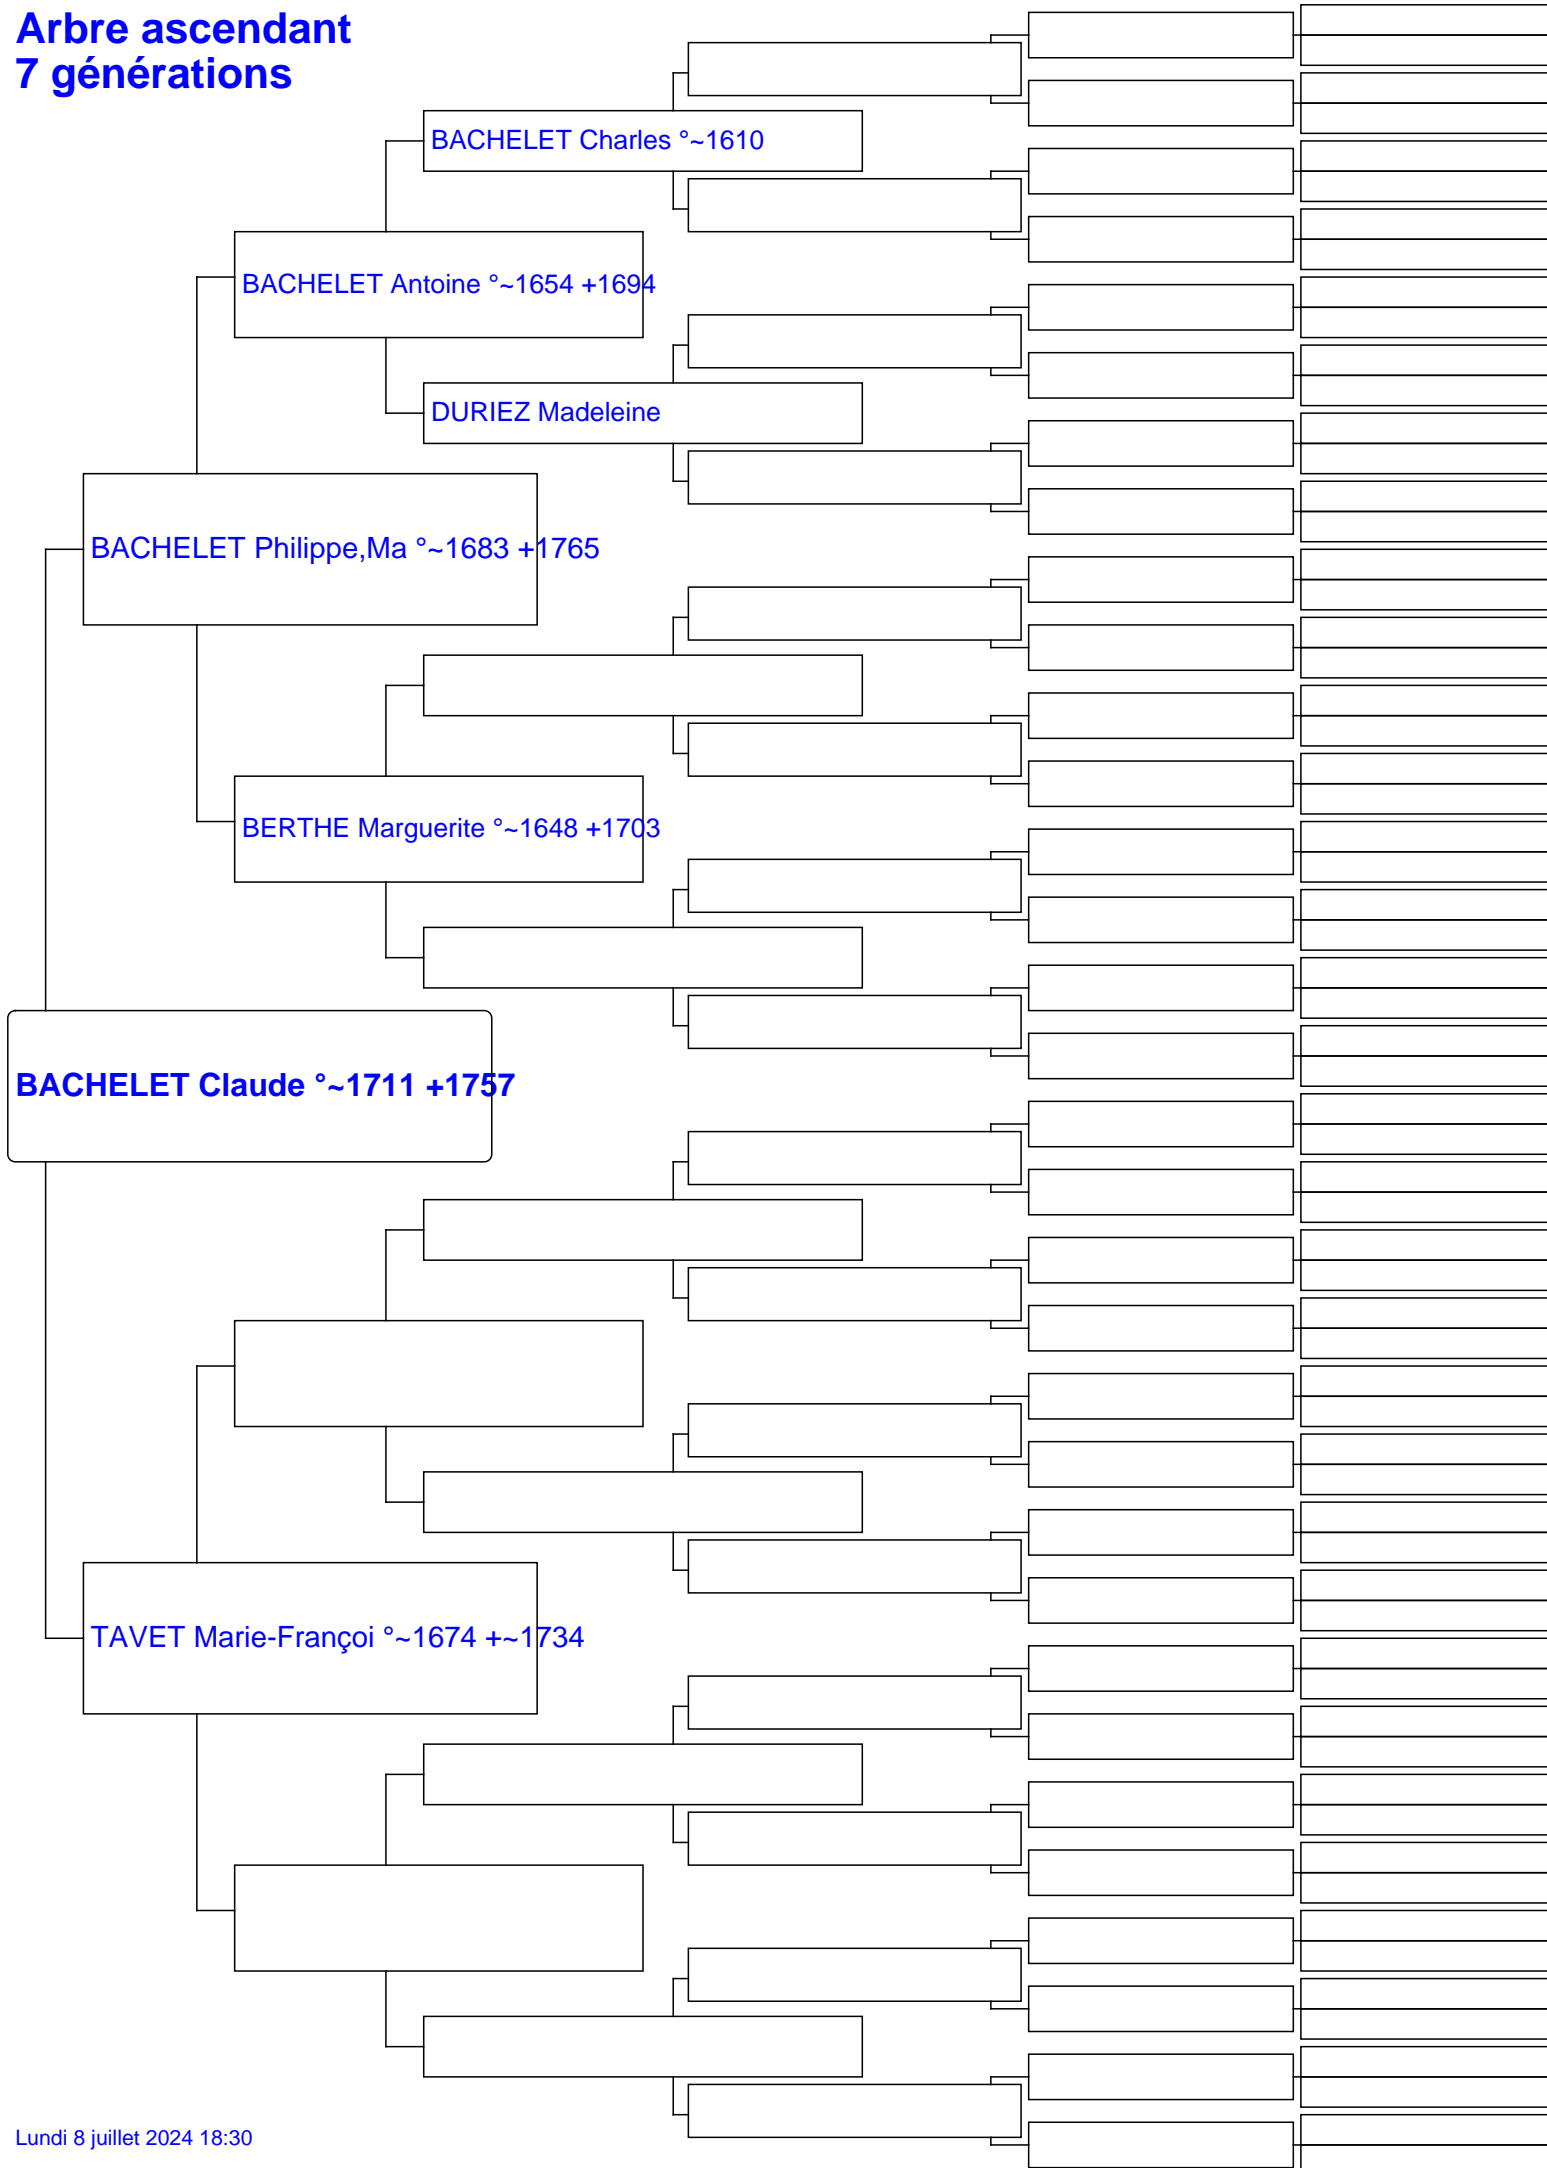 Arbre ascendant
7 générations
BACHELET Charles °~1610
BACHELET Antoine °~1654 +1694
DURIEZ Madeleine
BACHELET Philippe,Ma °~1683 +1765
BERTHE Marguerite °~1648 +1703
BACHELET Claude °~1711 +1757
TAVET Marie-Françoi °~1674 +~1734
Lundi 8 juillet 2024 18:30